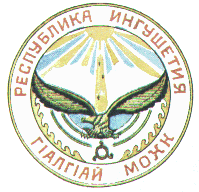 РЕСПУБЛИКА ИНГУШЕТИЯ
ГІАЛГІАЙ МОХК